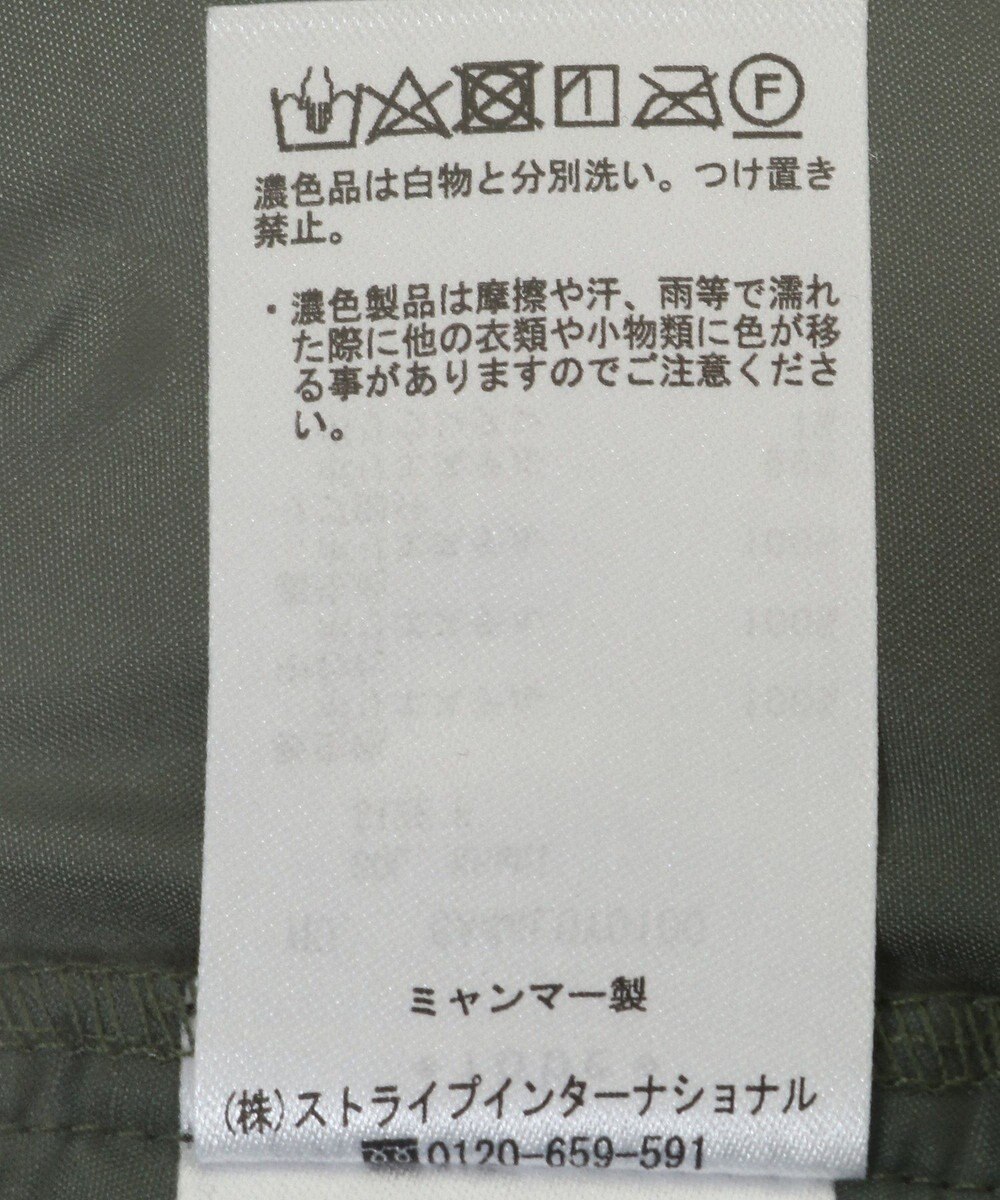 F
濃色品は白物と分別洗い。つけ置き
禁止。
・濃色製品は摩擦や汗、雨等で濡れ
た際に他の衣類や小物類に色が移
る事がありますのでご注意くださ
い。
ミャンマー製
(株)ストライプインターナショナル
0120-659-591